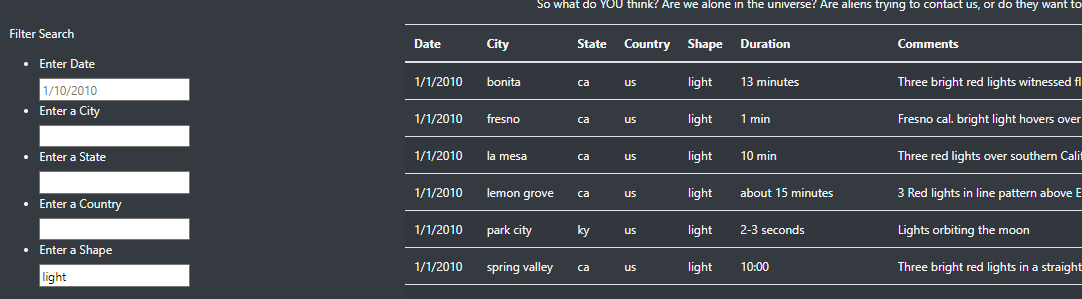 So what do YOU think? Are we alone in the universe? Are aliens trying to contact us, or do they want to
Filter Search
Enter Date
1/10/2010
Enter a City
Enter a State
Enter a Country
Enter a Shape
light
Date City State Country Shape Duration Comments
1/1/2010 bonita ca us light 13 minutes Three bright red lights witnessed
1/1/2010 fresno ca us light 1 min Fresno cal. bright light hovers over
1/1/2010 la mesa ca us light 10 min Three red lights over southern
1/1/2010 lemon grove ca us light about 15 minutes 3 Red lights in line pattern above
1/1/2010 park city ky us light 2-3 seconds Lights orbiting the moon
1/1/2010 spring valley ca us light 10:00 Three bright red lights in a straight